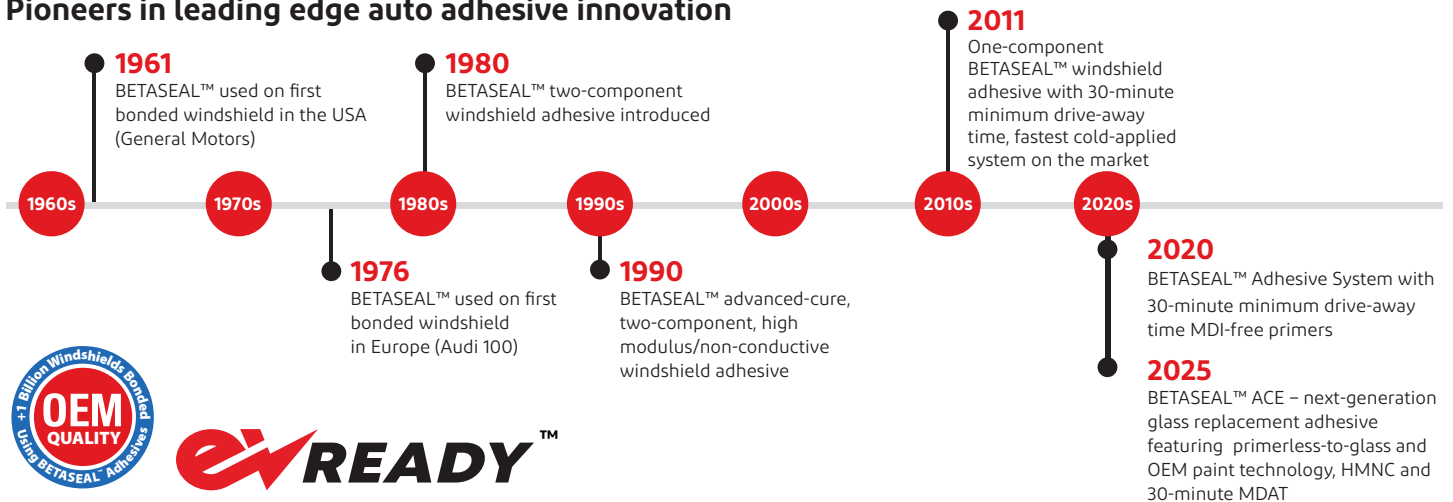 Pioneers in leading edge auto adhesive innovation
1961
BETASEAL™ used on first
bonded windshield in the USA
(General Motors)
1980
BETASEAL™ two-component
windshield adhesive introduced
2011
One-component
BETASEAL™ windshield
adhesive with 30-minute
minimum drive-away
time, fastest cold-applied
system on the market
1960s
1970s
1980s
1990s
2000s
2010s
2020s
1976
BETASEAL™ used on first
bonded windshield
in Europe (Audi 100)
1990
BETASEAL™ advanced-cure,
two-component, high
modulus/non-conductive
windshield adhesive
2020
BETASEAL™ Adhesive System with
30-minute minimum drive-away
time MDI-free primers
2025
BETASEAL™ ACE – next-generation
glass replacement adhesive
featuring primerless-to-glass and
OEM paint technology, HMNC and
30-minute MDAT
+1 Billion Windshields Bonded
OEM
QUALITY
Using BETASEAL™ Adhesives
eV READY™